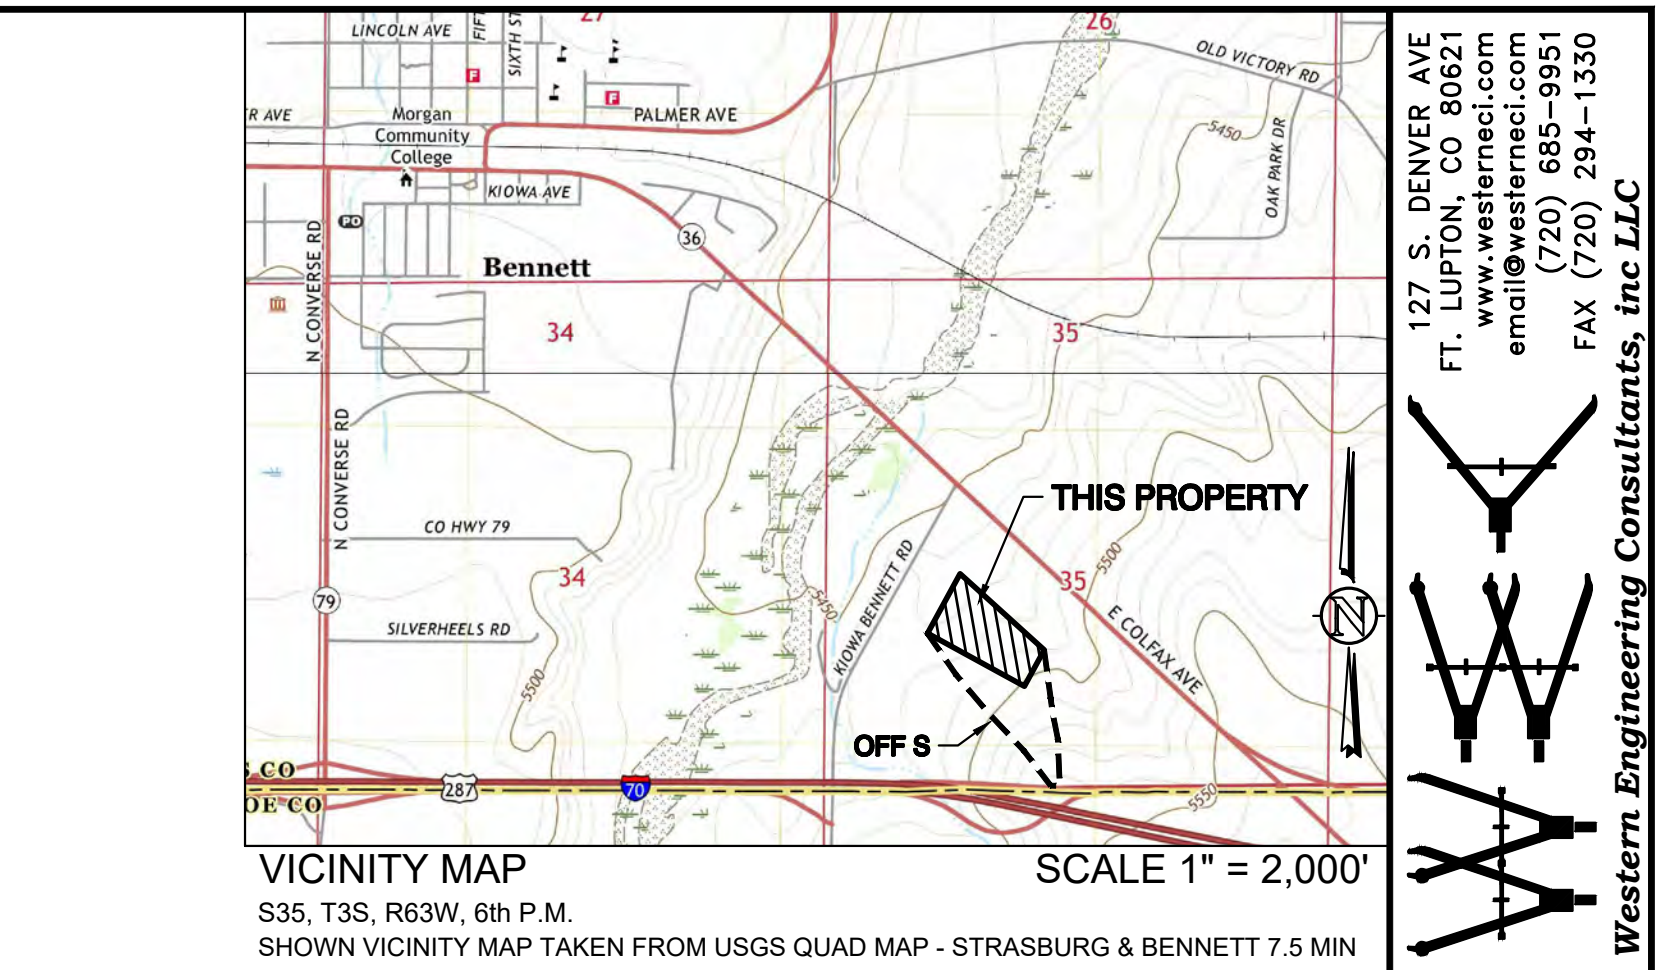 27
26
LINCOLN AVE
FIFT
SIXTH ST
OLD VICTORY RD
F
F
R AVE
Morgan
Community
College
PALMER AVE
5450
OAK PARK DR
KIOWA AVE
PO
N CONVERSE RD
36
Bennett
34
35
N CONVERSE RD
THIS PROPERTY
CO HWY 79
34
5500
35
KIOWA BENNETT RD
5450
79
SILVERHEELS RD
E COLFAX AVE
N
5500
OFF S
S CO
OE CO
287
70
5550
VICINITY MAP
SCALE 1" = 2,000'
S35, T3S, R63W, 6th P.M.
SHOWN VICINITY MAP TAKEN FROM USGS QUAD MAP - STRASBURG & BENNETT 7.5 MIN
127 S. DENVER AVE
FT. LUPTON, CO 80621
www.westerneci.com
email@westerneci.com
(720) 685-9951
FAX (720) 294-1330
Western Engineering Consultants, inc LLC